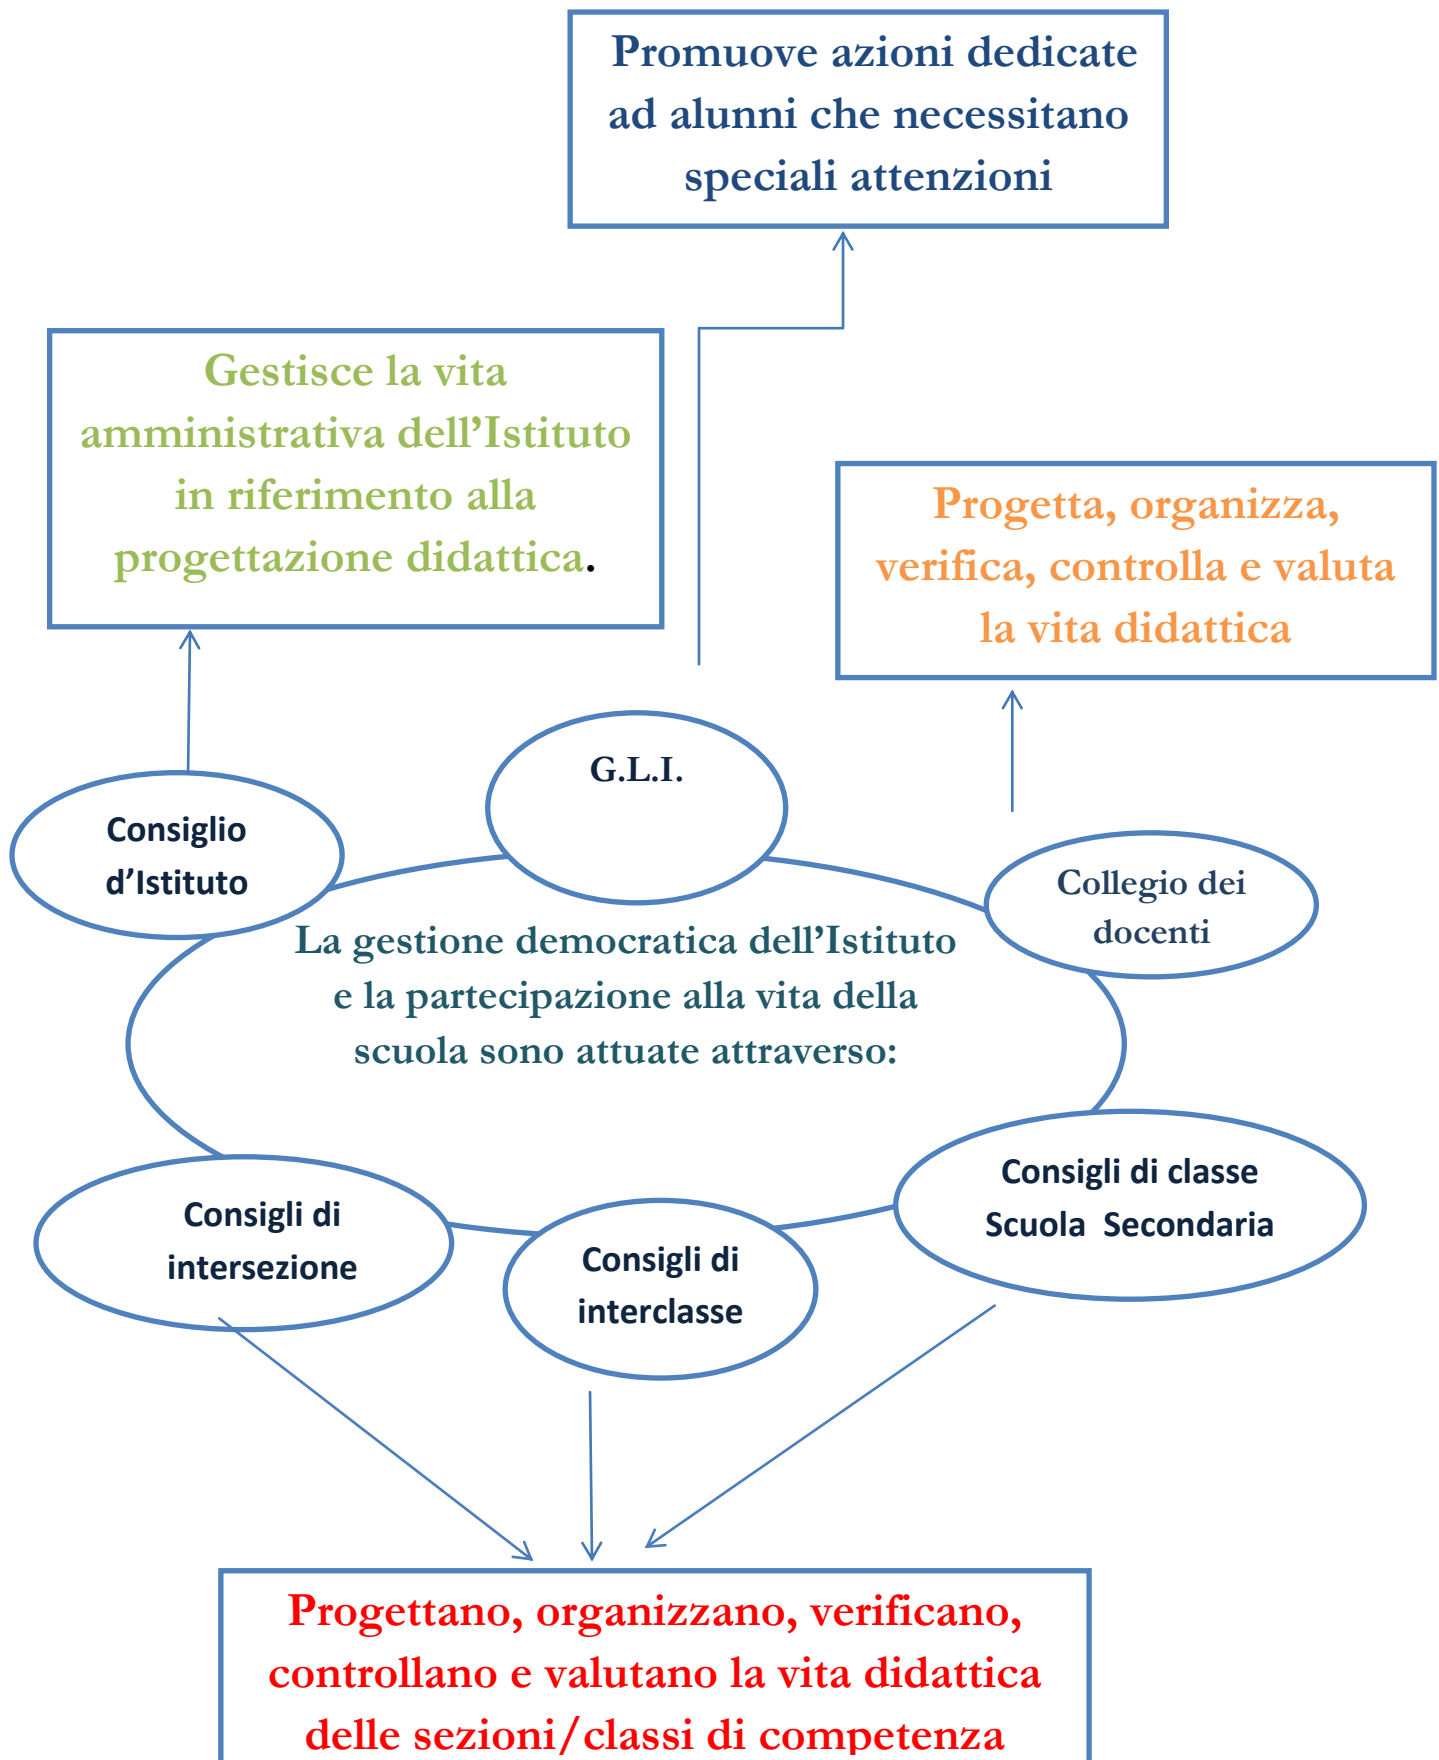 Promuove azioni dedicate
ad alunni che necessitano
speciali attenzioni
Gestisce la vita
amministrativa dell’Istituto
in riferimento alla
progettazione didattica.
Progetta, organizza,
verifica, controlla e valuta
la vita didattica
G.L.I.
Consiglio
d’Istituto
Collegio dei
docenti
La gestione democratica dell’Istituto
e la partecipazione alla vita della
scuola sono attuate attraverso:
Consigli di
intersezione
Consigli di
interclasse
Consigli di classe
Scuola  Secondaria
Progettano, organizzano, verificano,
controllano e valutano la vita didattica
delle sezioni/classi di competenza